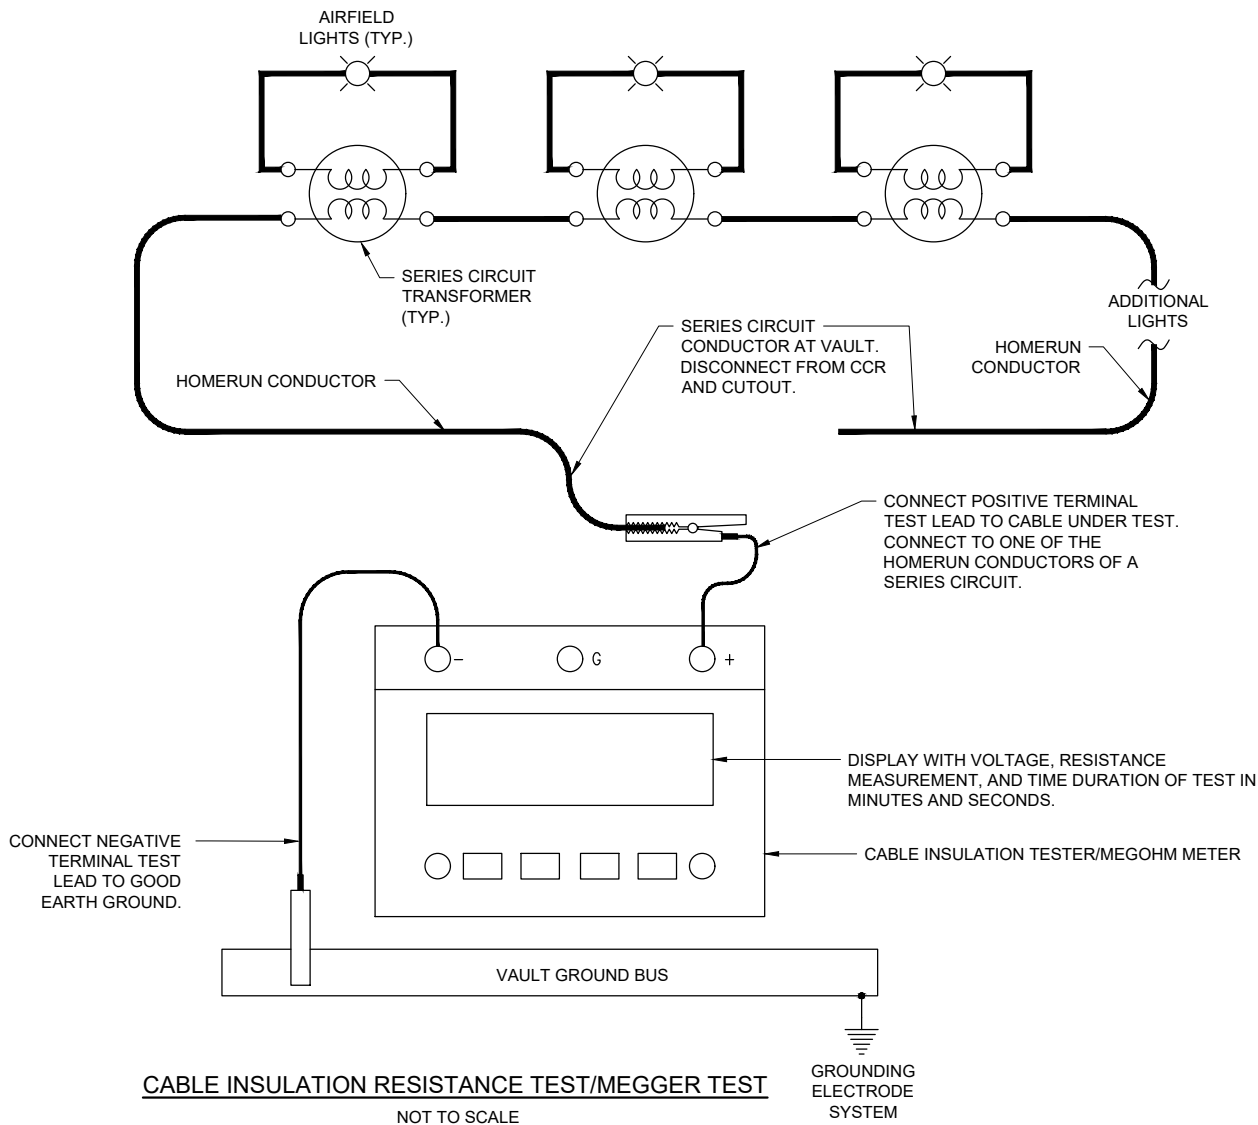 AIRFIELD
LIGHTS (TYP.)
SERIES CIRCUIT
TRANSFORMER
(TYP.)
ADDITIONAL
LIGHTS
SERIES CIRCUIT
CONDUCTOR AT VAULT.
DISCONNECT FROM CCR
AND CUTOUT.
HOMERUN
CONDUCTOR
HOMERUN CONDUCTOR
CONNECT POSITIVE TERMINAL
TEST LEAD TO CABLE UNDER TEST.
CONNECT TO ONE OF THE
HOMERUN CONDUCTORS OF A
SERIES CIRCUIT.
- G +
DISPLAY WITH VOLTAGE, RESISTANCE
MEASUREMENT, AND TIME DURATION OF TEST IN
MINUTES AND SECONDS.
CONNECT NEGATIVE
TERMINAL TEST
LEAD TO GOOD
EARTH GROUND.
CABLE INSULATION TESTER/MEGOHM METER
VAULT GROUND BUS
GROUNDING
ELECTRODE
SYSTEM
CABLE INSULATION RESISTANCE TEST/MEGGER TEST
NOT TO SCALE